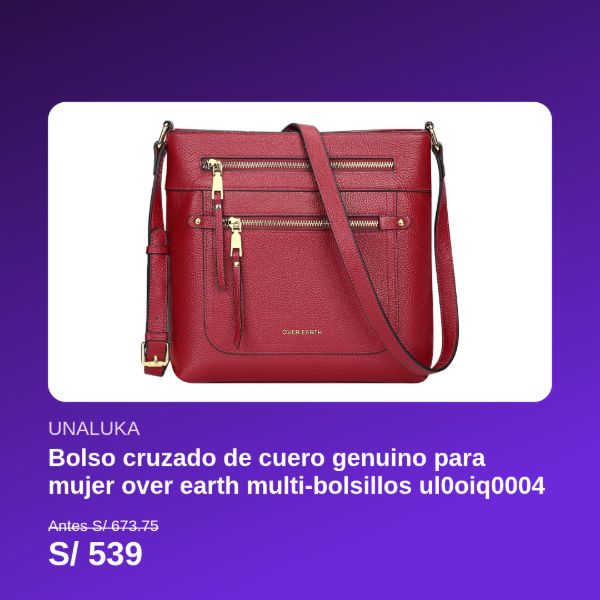 OVER EARTH
UNALUKA
Bolso cruzado de cuero genuino para
mujer over earth multi-bolsillos ul0oiq0004
Antes S/ 673.75
S/ 539